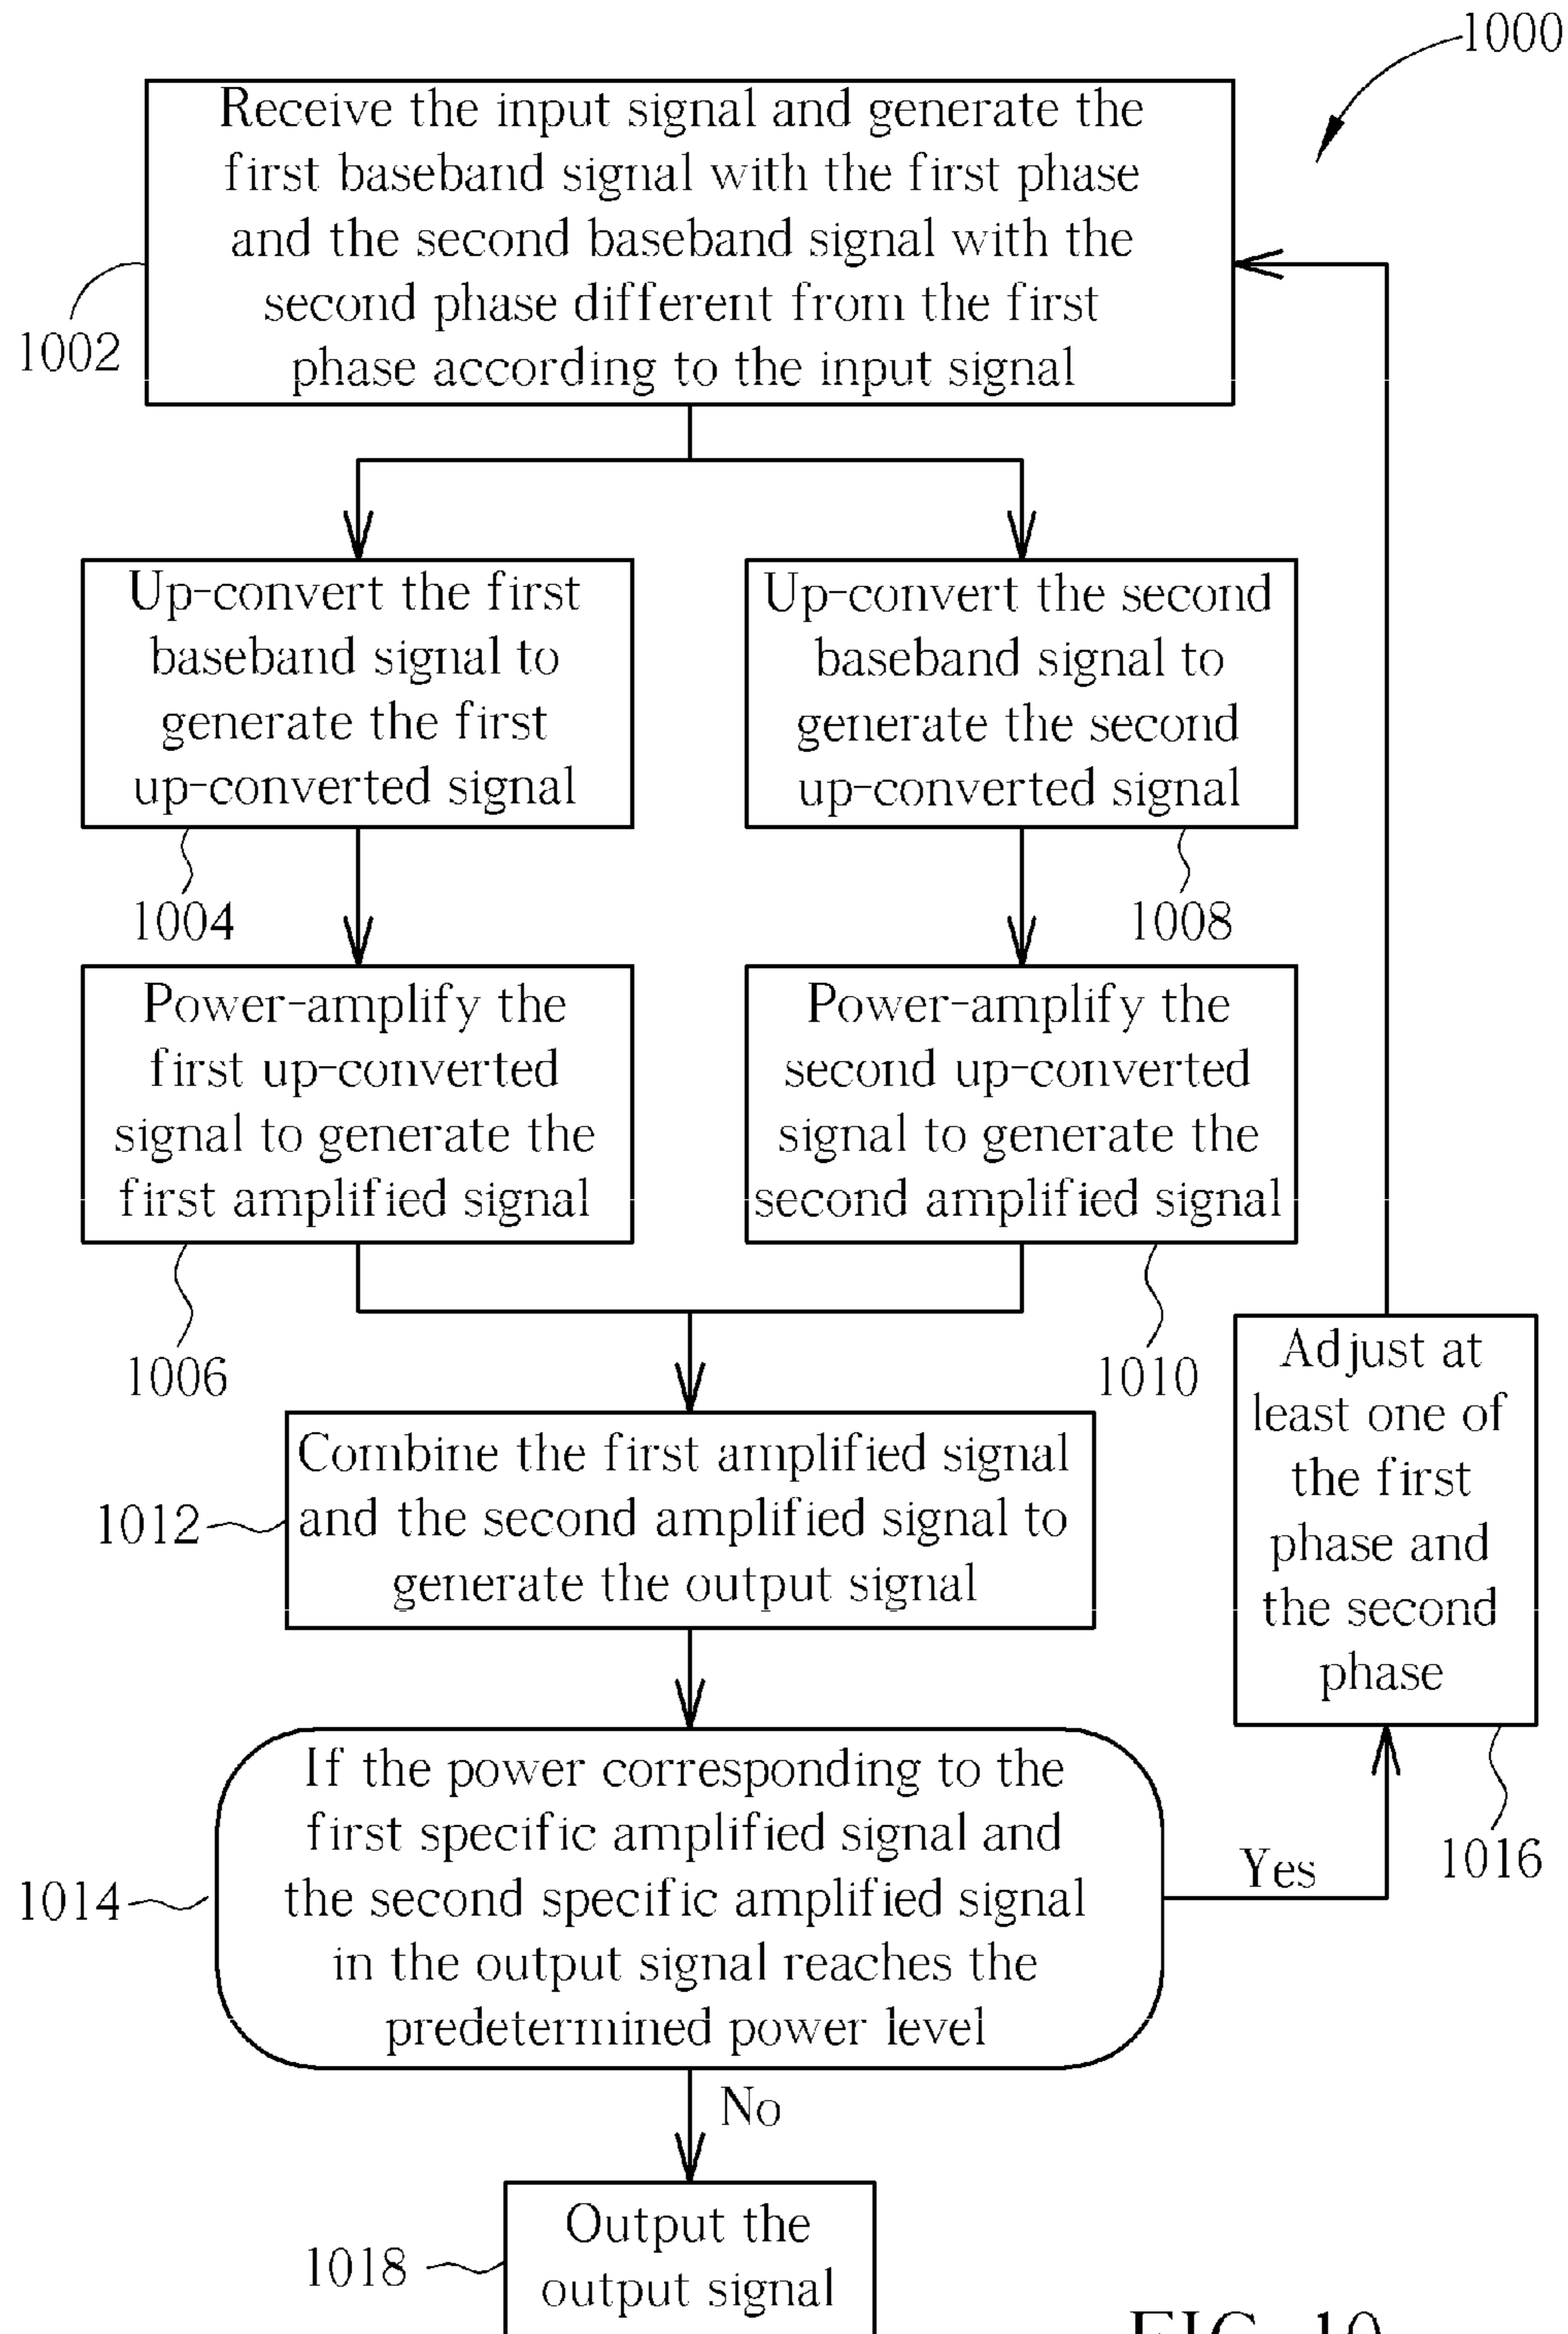 1000
Receive the input signal and generate the
first baseband signal with the first phase
and the second baseband signal with the
second phase different from the first
phase according to the input signal
1002
Up-convert the first
baseband signal to
generate the first
up-converted signal
1004
Up-convert the second
baseband signal to
generate the second
up-converted signal
1008
Power-amplify the
first up-converted
signal to generate the
first amplified signal
1006
Power-amplify the
second up-converted
signal to generate the
second amplified signal
1010
Combine the first amplified signal
and the second amplified signal to
generate the output signal
1012
If the power corresponding to the
first specific amplified signal and
the second specific amplified signal
in the output signal reaches the
predetermined power level
1014
Yes
Adjust at
least one of
the first
phase and
the second
phase
1016
No
Output the
output signal
1018
FIG. 10